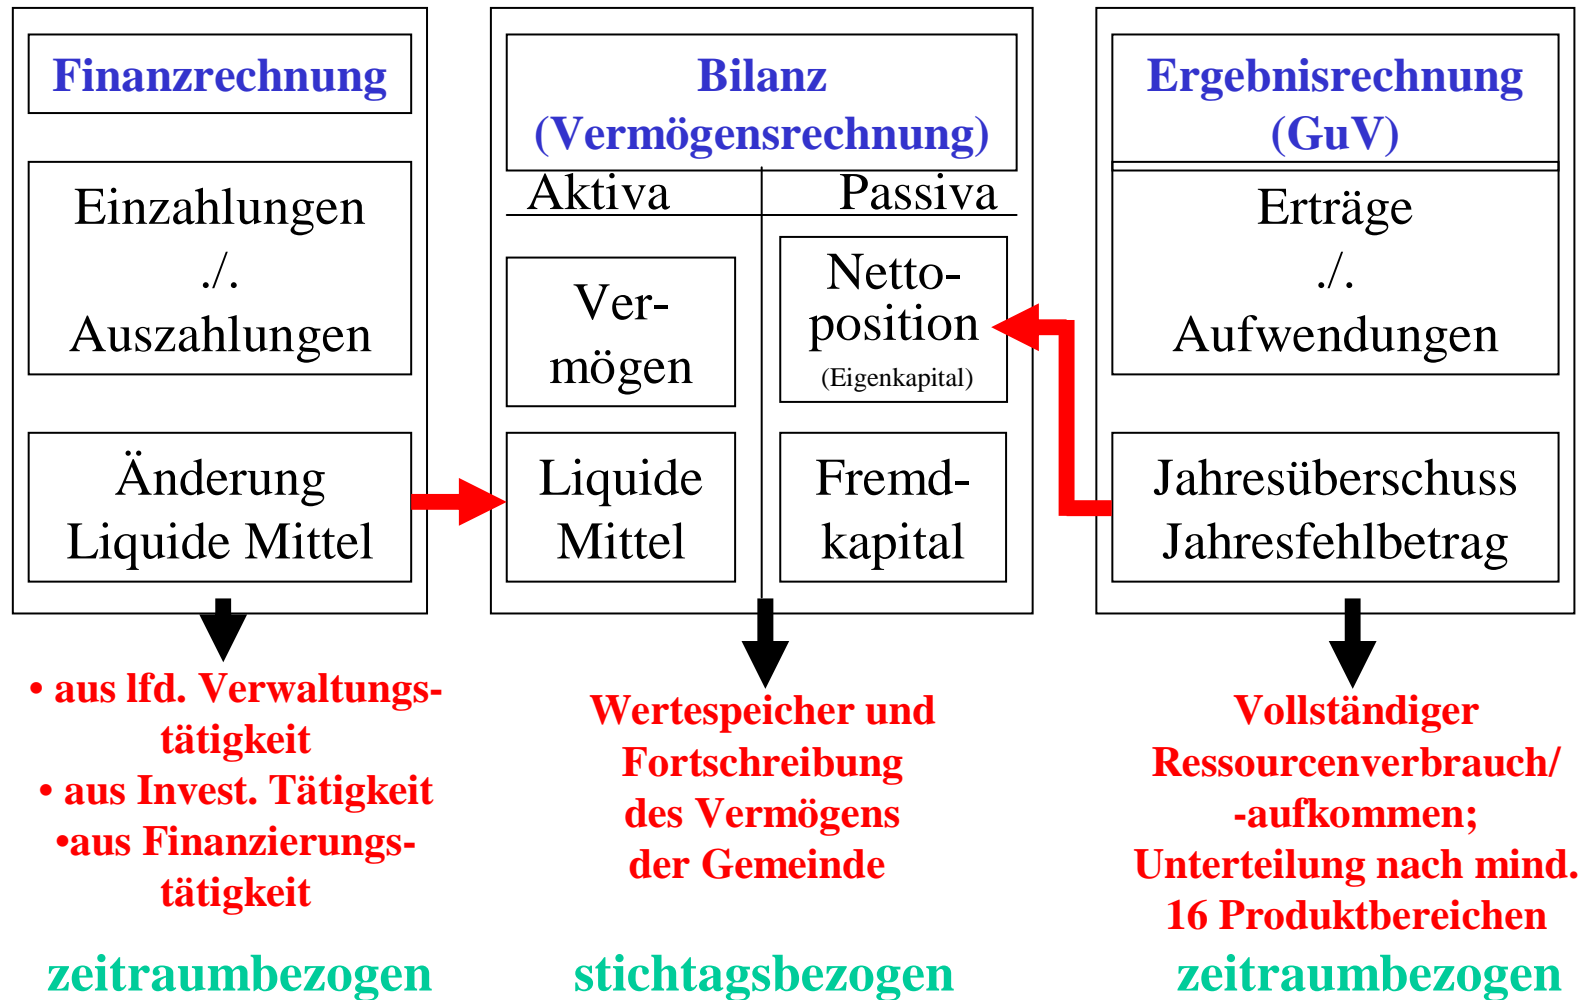 Finanzrechnung
Einzahlungen
./.
Auszahlungen
Änderung
Liquide Mittel
• aus lfd. Verwaltungs-
tätigkeit
• aus Invest. Tätigkeit
•aus Finanzierungs-
tätigkeit
zeitraumbezogen
Bilanz
(Vermögensrechnung)
Aktiva Passiva
Ver-
mögen
Netto-
position
(Eigenkapital)
Liquide
Mittel
Fremd-
kapital
Wertespeicher und
Fortschreibung
des Vermögens
der Gemeinde
stichtagsbezogen
Ergebnisrechnung
(GuV)
Erträge
./.
Aufwendungen
Jahresüberschuss
Jahresfehlbetrag
Vollständiger
Ressourcenverbrauch/
-aufkommen;
Unterteilung nach mind.
16 Produktbereichen
zeitraumbezogen